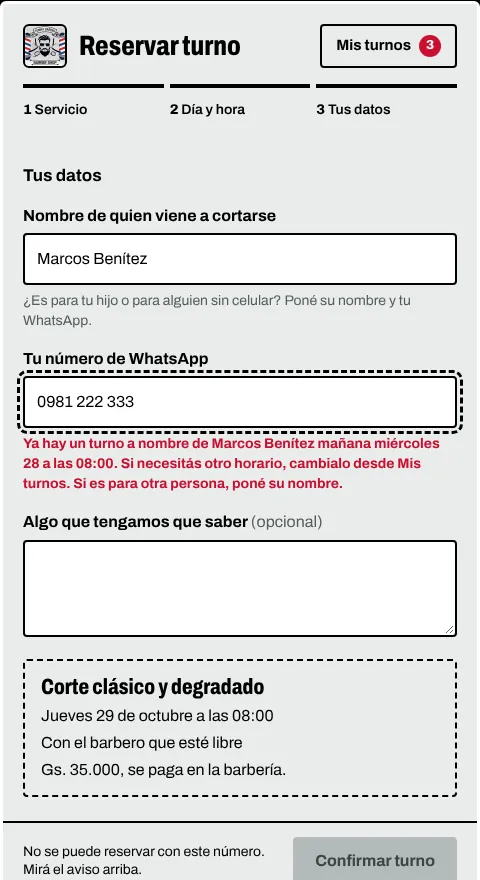 Reservar turno
Mis turnos 3
1 Servicio
2 Día y hora
3 Tus datos
Tus datos
Nombre de quien viene a cortarse
Marcos Benítez
¿Es para tu hijo o para alguien sin celular? Poné su nombre y tu
WhatsApp.
Tu número de WhatsApp
0981 222 333
Ya hay un turno a nombre de Marcos Benítez mañana miércoles
28 a las 08:00. Si necesitás otro horario, cambialo desde Mis
turnos. Si es para otra persona, poné su nombre.
Algo que tengamos que saber (opcional)
Corte clásico y degradado
Jueves 29 de octubre a las 08:00
Con el barbero que esté libre
Gs. 35.000, se paga en la barbería.
No se puede reservar con este número.
Mirá el aviso arriba.
Confirmar turno